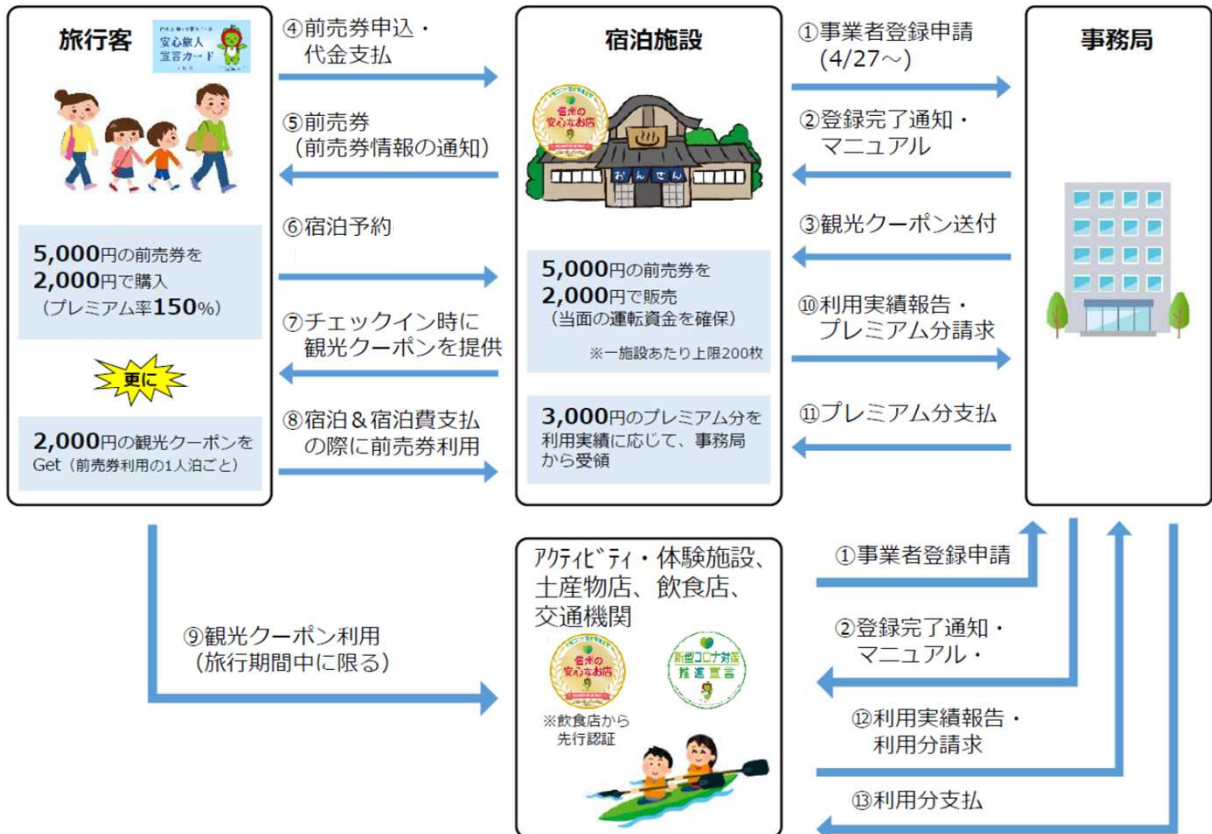 旅行客
安心旅人
宣言カード
5,000円の前売券を
2,000円で購入
(プレミアム率150%)
更に
2,000円の観光クーポンを
Get(前売券利用の1人泊ごと)
④前売券申込・
代金支払
⑤前売券
(前売券情報の通知)
⑥宿泊予約
⑦チェックイン時に
観光クーポンを提供
⑧宿泊&宿泊費支払
の際に前売券利用
宿泊施設
信州の
安心なお店
おんせん
5,000円の前売券を
2,000円で販売
(当面の運転資金を確保)
※一施設あたり上限200枚
3,000円のプレミアム分を
利用実績に応じて、事務局
から受領
①事業者登録申請
(4/27~)
②登録完了通知・
マニュアル
③観光クーポン送付
⑩利用実績報告・
プレミアム分請求
⑪プレミアム分支払
事務局
⑨観光クーポン利用
(旅行期間中に限る)
アクティビティ・体験施設、
土産物店、飲食店、
交通機関
信州の
安心なお店
新型コロナ対策
推進宣言
※飲食店から
先行認証
①事業者登録申請
②登録完了通知・
マニュアル・
⑫利用実績報告・
利用分請求
⑬利用分支払